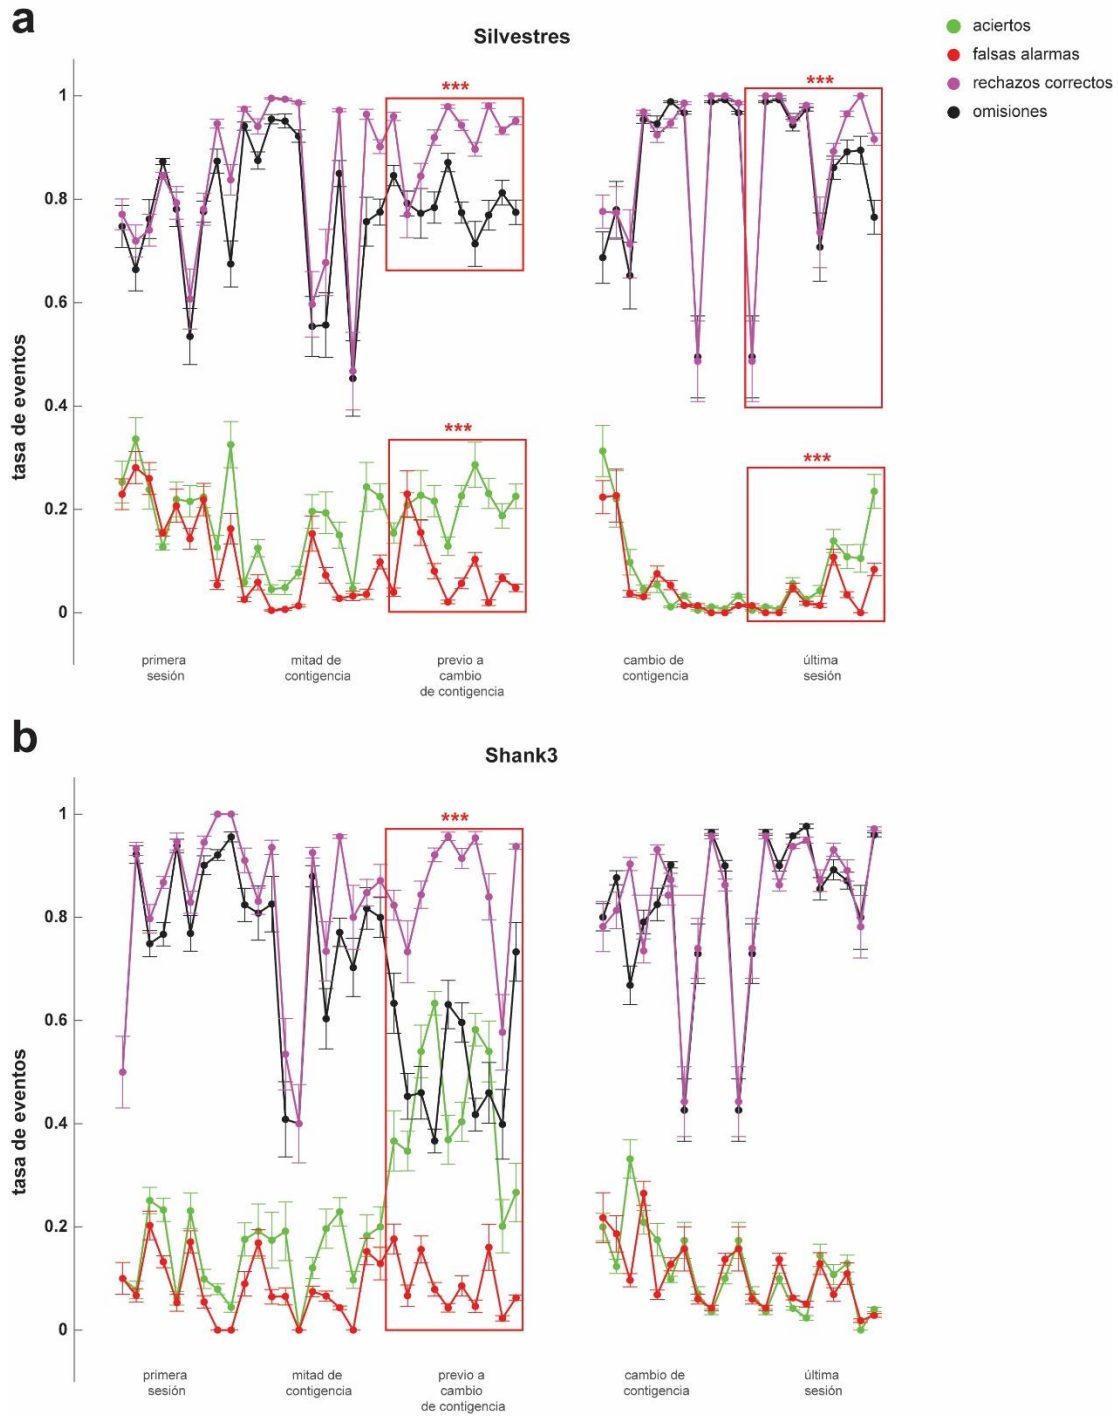 a
Silvestres
aciertos
falsas alarmas
rechazos correctos
omisiones
***
***
1
0.8
0.6
0.4
0.2
0
tasa de eventos
***
***
primera
sesión
mitad de
contigencia
previo a
cambio
de contigencia
cambio de
contigencia
última
sesión
b
Shank3
***
1
0.8
0.6
0.4
0.2
0
tasa de eventos
primera
sesión
mitad de
contigencia
previo a
cambio
de contigencia
cambio de
contigencia
última
sesión